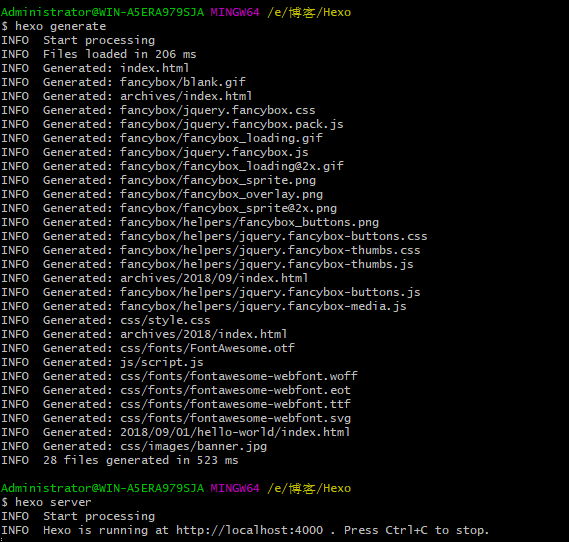 Administrator@WIN-A5ERA979SJA MINGW64 /e/博客/Hexo
$ hexo generate
INFO  Start processing
INFO  Files loaded in 206 ms
INFO  Generated: index.html
INFO  Generated: fancybox/blank.gif
INFO  Generated: archives/index.html
INFO  Generated: fancybox/jquery.fancybox.css
INFO  Generated: fancybox/jquery.fancybox.pack.js
INFO  Generated: fancybox/fancybox_loading.gif
INFO  Generated: fancybox/jquery.fancybox.js
INFO  Generated: fancybox/fancybox_loading@2x.gif
INFO  Generated: fancybox/fancybox_sprite.png
INFO  Generated: fancybox/fancybox_overlay.png
INFO  Generated: fancybox/fancybox_sprite@2x.png
INFO  Generated: fancybox/helpers/fancybox_buttons.png
INFO  Generated: fancybox/helpers/jquery.fancybox-buttons.css
INFO  Generated: fancybox/helpers/jquery.fancybox-thumbs.css
INFO  Generated: fancybox/helpers/jquery.fancybox-thumbs.js
INFO  Generated: archives/2018/09/index.html
INFO  Generated: fancybox/helpers/jquery.fancybox-buttons.js
INFO  Generated: fancybox/helpers/jquery.fancybox-media.js
INFO  Generated: css/style.css
INFO  Generated: archives/2018/index.html
INFO  Generated: css/fonts/FontAwesome.otf
INFO  Generated: js/script.js
INFO  Generated: css/fonts/fontawesome-webfont.woff
INFO  Generated: css/fonts/fontawesome-webfont.eot
INFO  Generated: css/fonts/fontawesome-webfont.ttf
INFO  Generated: css/fonts/fontawesome-webfont.svg
INFO  Generated: 2018/09/01/hello-world/index.html
INFO  Generated: css/images/banner.jpg
INFO  28 files generated in 523 ms
Administrator@WIN-A5ERA979SJA MINGW64 /e/博客/Hexo
$ hexo server
INFO  Start processing
INFO  Hexo is running at http://localhost:4000 . Press Ctrl+C to stop.